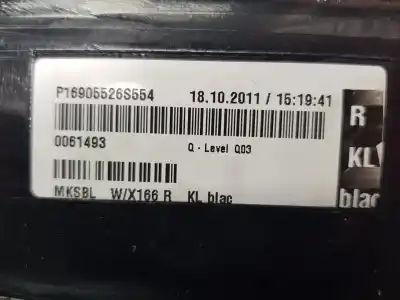 P16905526S554 18.10.2011 / 15:19:41
0061493 Q - Level Q03
MKSBL W/X166 R KL blac
R
KL
blac